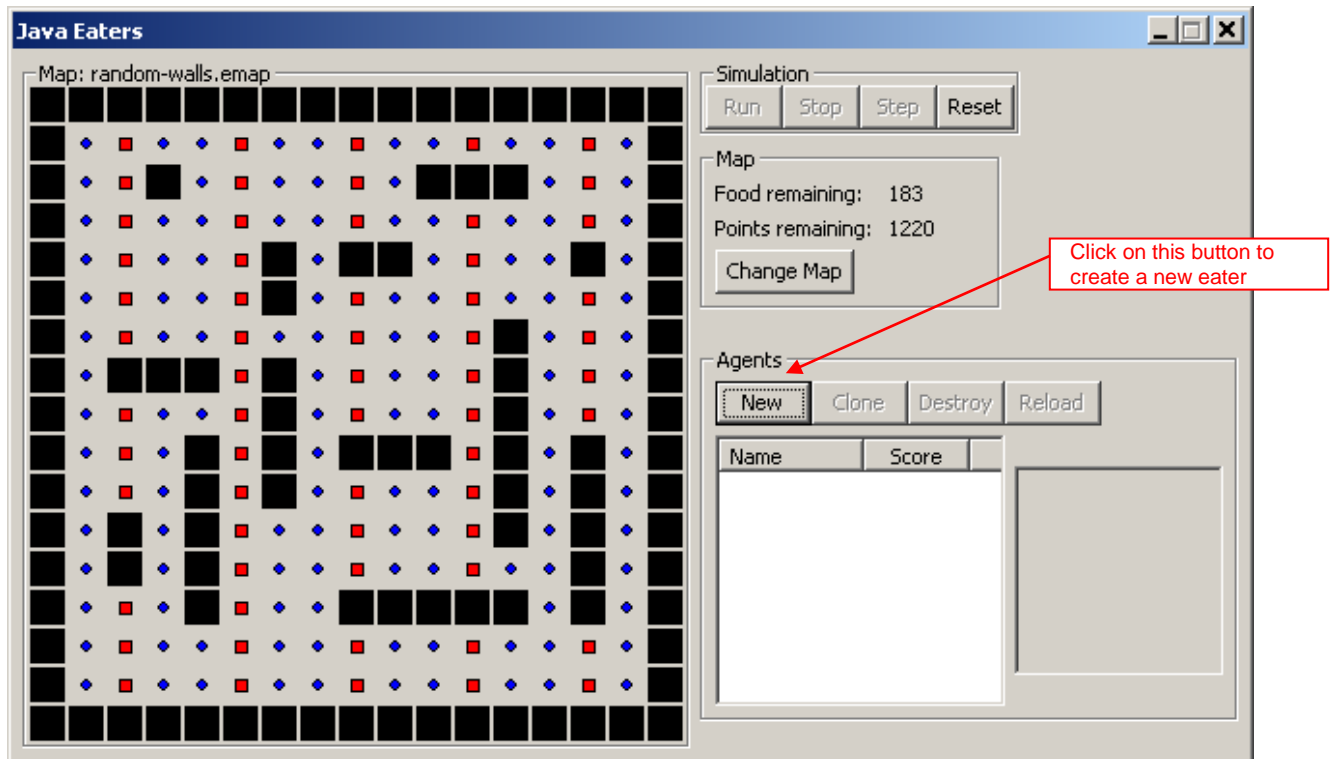 Java Eaters
Map: random-walls.emap
Simulation
Run Stop Step Reset
Map
Food remaining: 183
Points remaining: 1220
Change Map
Click on this button to
create a new eater
Agents
New Clone Destroy Reload
Name Score